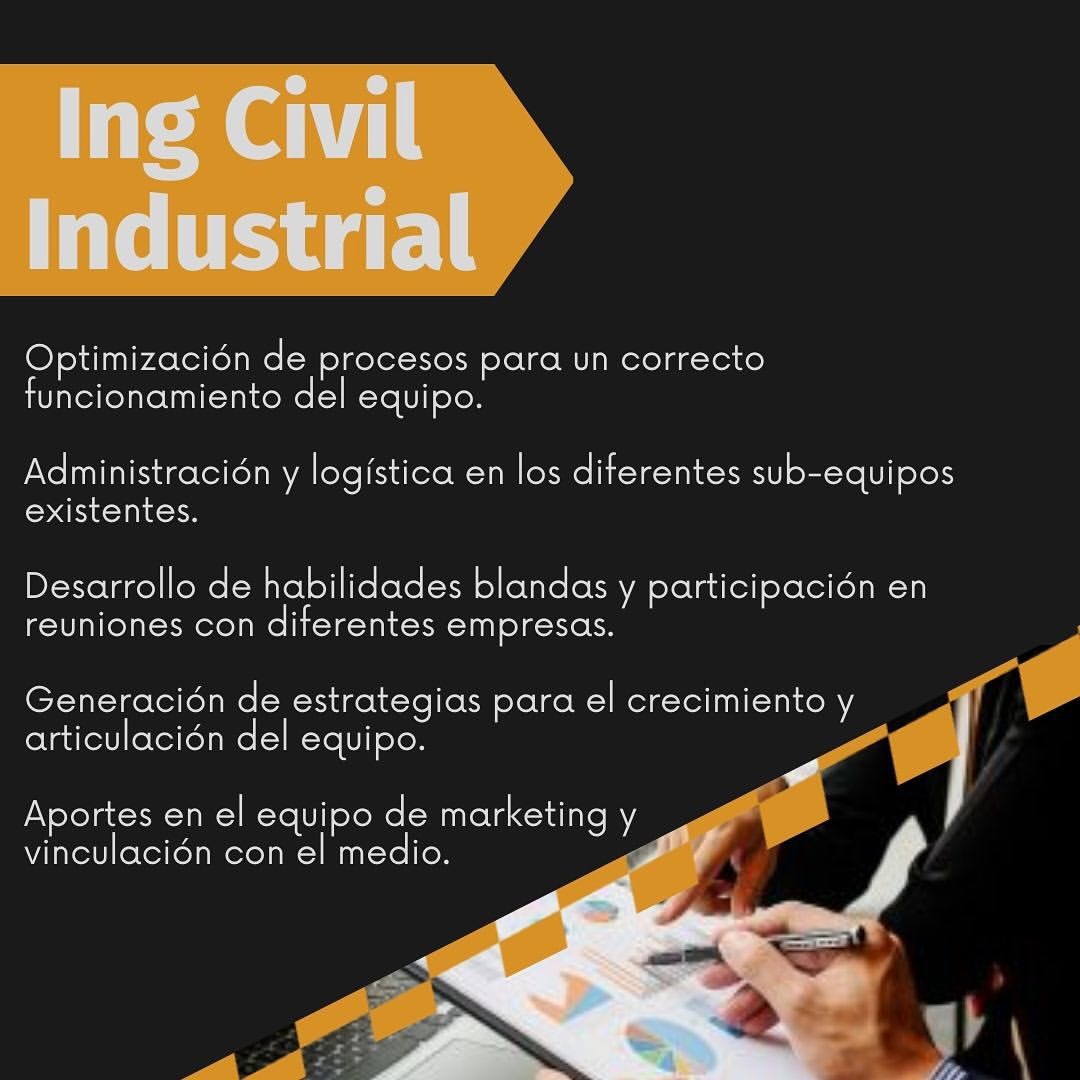 Ing Civil
Industrial
Optimización de procesos para un correcto
funcionamiento del equipo.
Administración y logística en los diferentes sub-equipos
existentes.
Desarrollo de habilidades blandas y participación en
reuniones con diferentes empresas.
Generación de estrategias para el crecimiento y
articulación del equipo.
Aportes en el equipo de marketing y
vinculación con el medio.